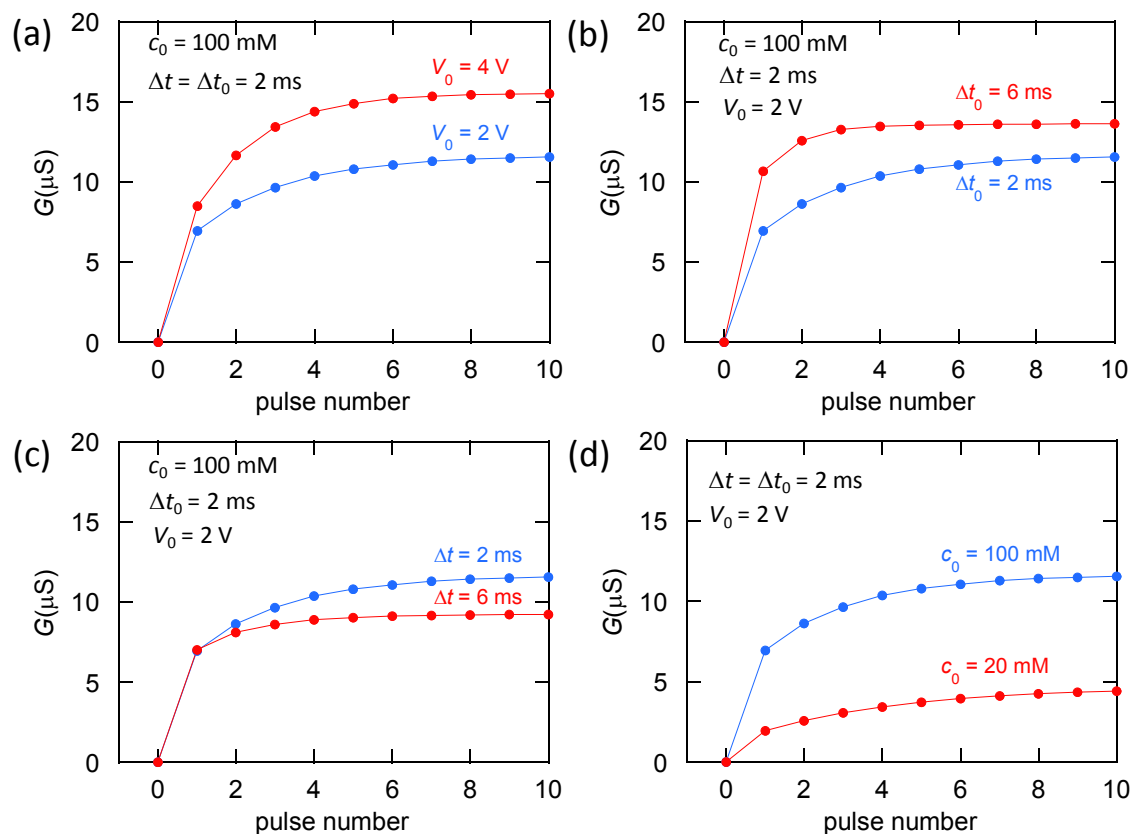 (a)
c₀ = 100 mM
Δt = Δt₀ = 2 ms
V₀ = 4 V
V₀ = 2 V
G(μS)
20
15
10
5
0
0 2 4 6 8 10
pulse number
(b)
c₀ = 100 mM
Δt = 2 ms
V₀ = 2 V
Δt₀ = 6 ms
Δt₀ = 2 ms
G(μS)
20
15
10
5
0
0 2 4 6 8 10
pulse number
(c)
c₀ = 100 mM
Δt₀ = 2 ms
V₀ = 2 V
Δt = 2 ms
Δt = 6 ms
G(μS)
20
15
10
5
0
0 2 4 6 8 10
pulse number
(d)
Δt = Δt₀ = 2 ms
V₀ = 2 V
c₀ = 100 mM
c₀ = 20 mM
G(μS)
20
15
10
5
0
0 2 4 6 8 10
pulse number